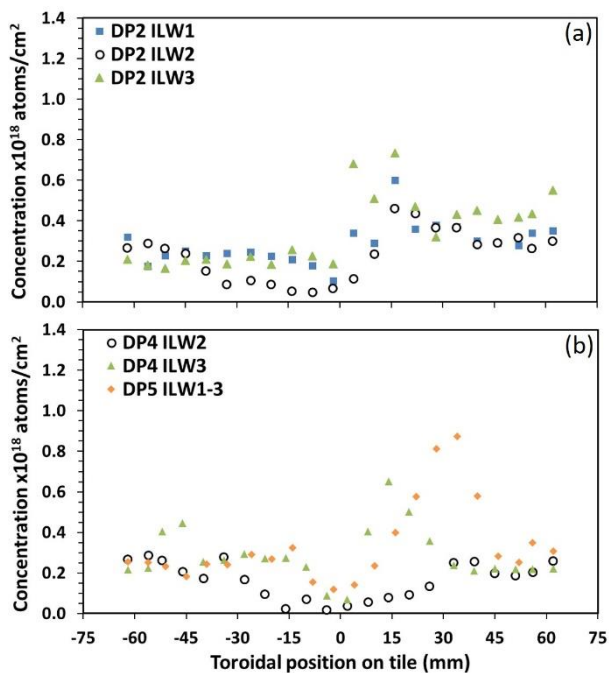 (a)
DP2 ILW1
DP2 ILW2
DP2 ILW3
Concentration x10¹⁸ atoms/cm²
1.4
1.2
1.0
0.8
0.6
0.4
0.2
0.0
(b)
DP4 ILW2
DP4 ILW3
DP5 ILW1-3
Concentration x10¹⁸ atoms/cm²
1.4
1.2
1.0
0.8
0.6
0.4
0.2
0.0
-75 -60 -45 -30 -15 0 15 30 45 60 75
Toroidal position on tile (mm)